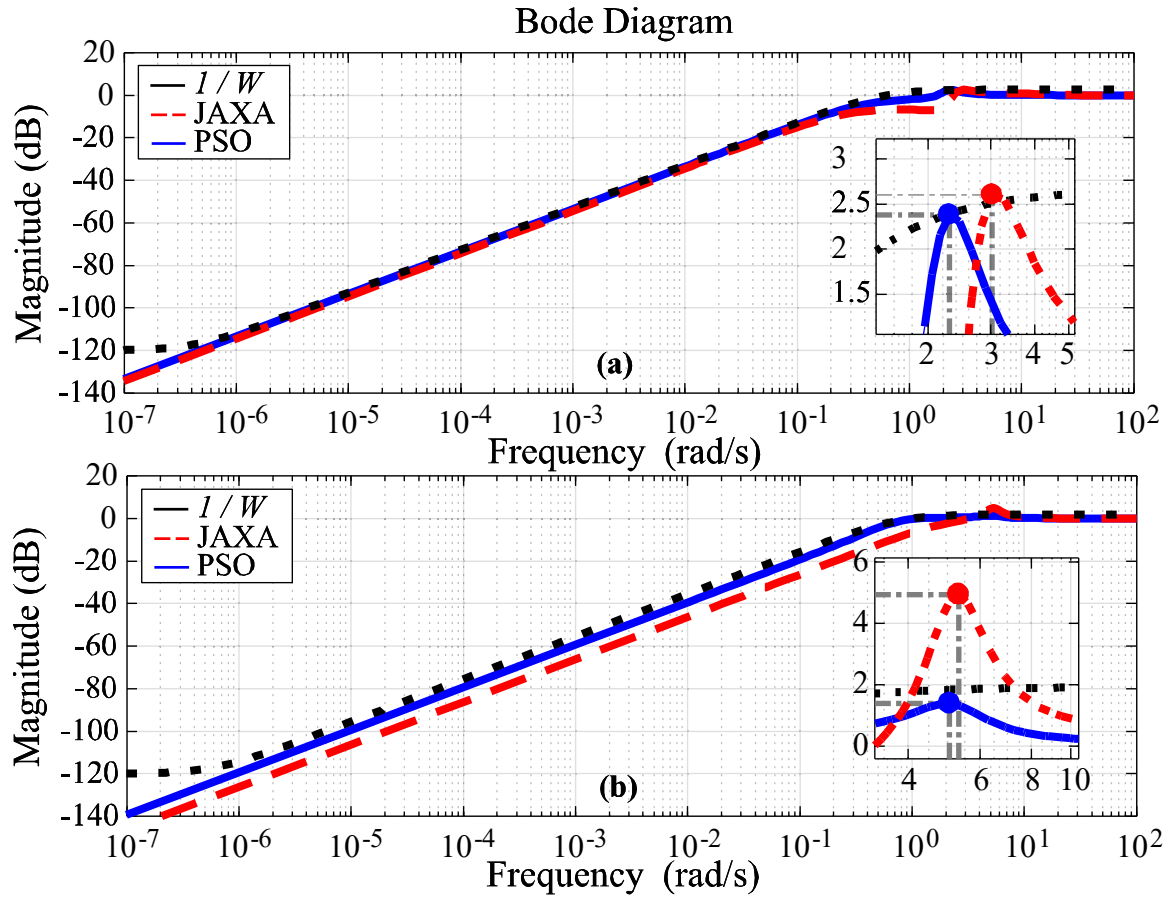 Bode Diagram
Magnitude (dB)
20
0
-20
-40
-60
-80
-100
-120
-140
1 / W
JAXA
PSO
3
2.5
2
1.5
2 3 4 5
(a)
10⁻⁷ 10⁻⁶ 10⁻⁵ 10⁻⁴ 10⁻³ 10⁻² 10⁻¹ 10⁰ 10¹ 10²
Frequency (rad/s)
Magnitude (dB)
20
0
-20
-40
-60
-80
-100
-120
-140
1 / W
JAXA
PSO
6
4
2
0
4 6 8 10
(b)
10⁻⁷ 10⁻⁶ 10⁻⁵ 10⁻⁴ 10⁻³ 10⁻² 10⁻¹ 10⁰ 10¹ 10²
Frequency (rad/s)